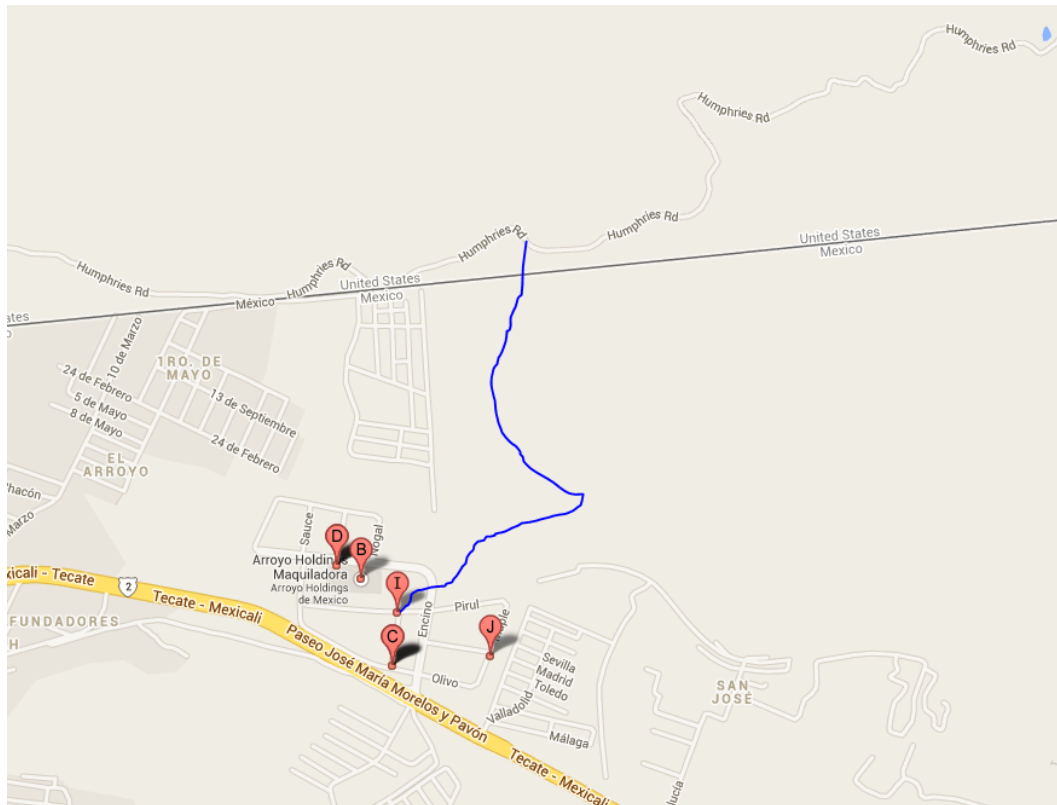 Humphries Rd
Humphries Rd
Humphries Rd
United States
Mexico
Humphries Rd
Humphries Rd
Humphries Rd
United States
Mexico
México
10 de Marzo
1RO. DE
MAYO
24 de Febrero
5 de Mayo
8 de Mayo
13 de Septiembre
24 de Febrero
EL
ARROYO
Marzo
Sauce
Nogal
D
B
Arroyo Holdings
Maquiladora
Arroyo Holdings
de Mexico
I
Pirul
Encino
C
J
Olivo
xicali - Tecate
2
Tecate - Mexicali
FUNDADORES
H
Paseo José María Morelos y Pavón
Sevilla
Madrid
Toledo
Valladolid
Málaga
SAN
JOSÉ
Tecate - Mexicali